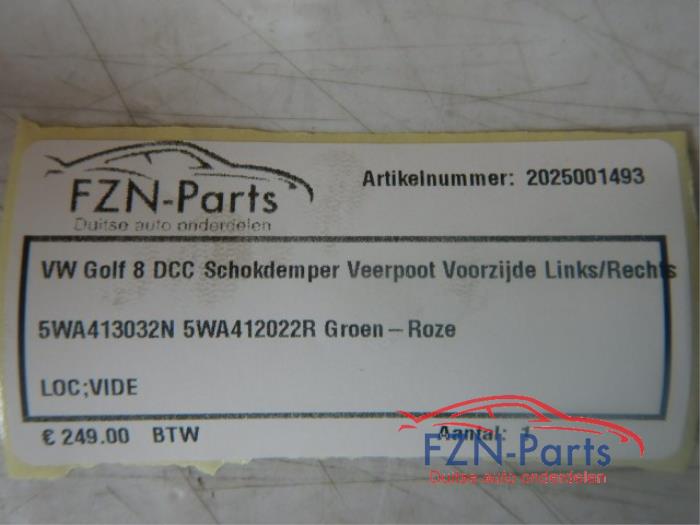 FZN-Parts
Duitse auto onderdelen
Artikelnummer: 2025001493
VW Golf 8 DCC Schokdemper Veerpoot Voorzijde Links/Rechts
5WA413032N 5WA412022R Groen – Roze
LOC;VIDE
€ 249.00 BTW
Aantal: 1
FZN-Parts
Duitse auto onderdelen